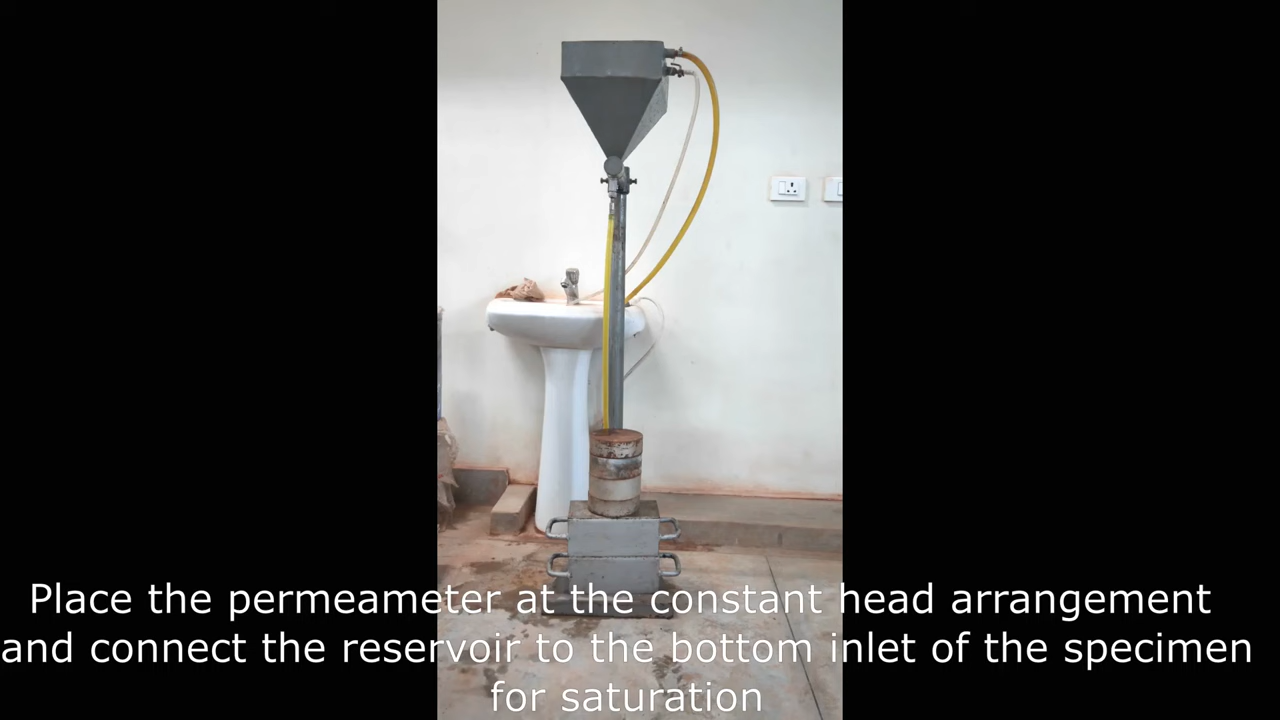 Place the permeameter at the constant head arrangement
and connect the reservoir to the bottom inlet of the specimen
for saturation